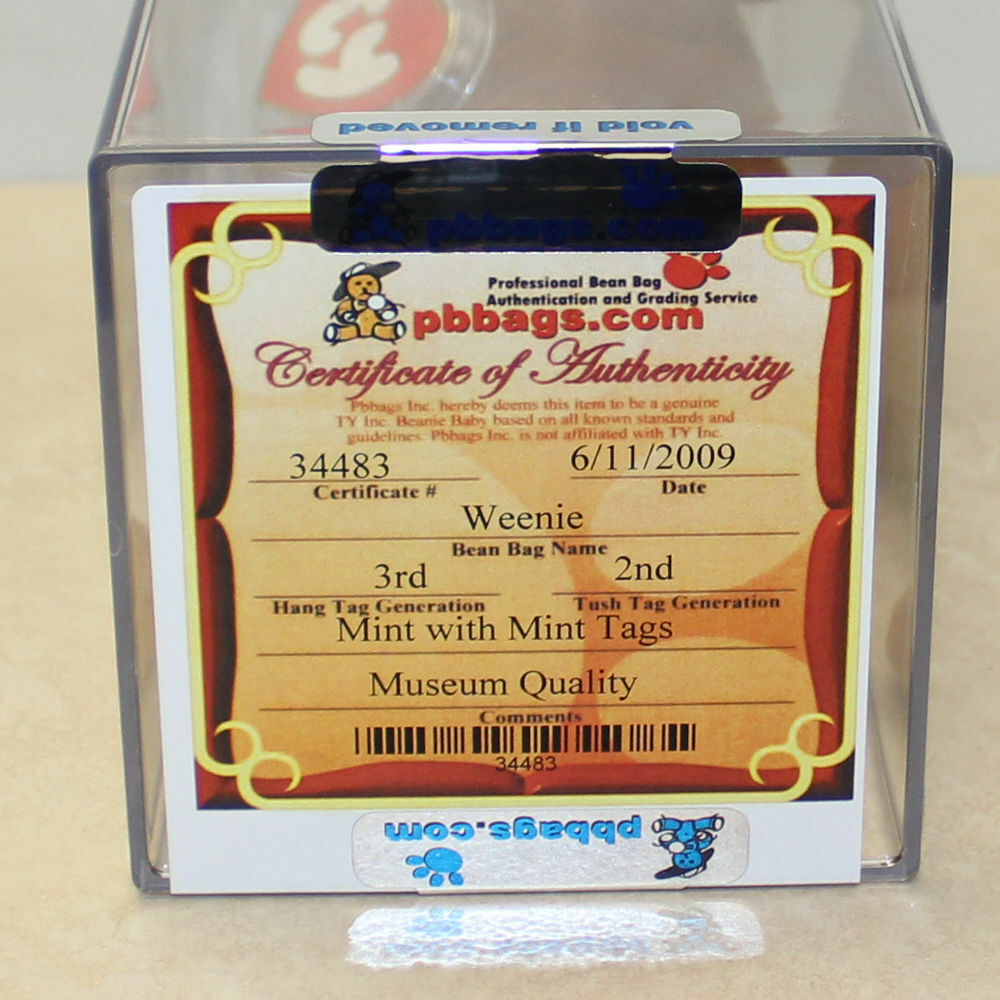 ty
void if removed
pbbags.com
Professional Bean Bag
Authentication and Grading Service
pbbags.com
Certificate of Authenticity
Pbbags Inc. hereby deems this item to be a genuine
TY Inc. Beanie Baby based on all known standards and
guidelines. Pbbags Inc. is not affiliated with TY Inc.
34483 6/11/2009
Certificate # Date
Weenie
Bean Bag Name
3rd 2nd
Hang Tag Generation Tush Tag Generation
Mint with Mint Tags
Museum Quality
Comments
34483
pbbags.com